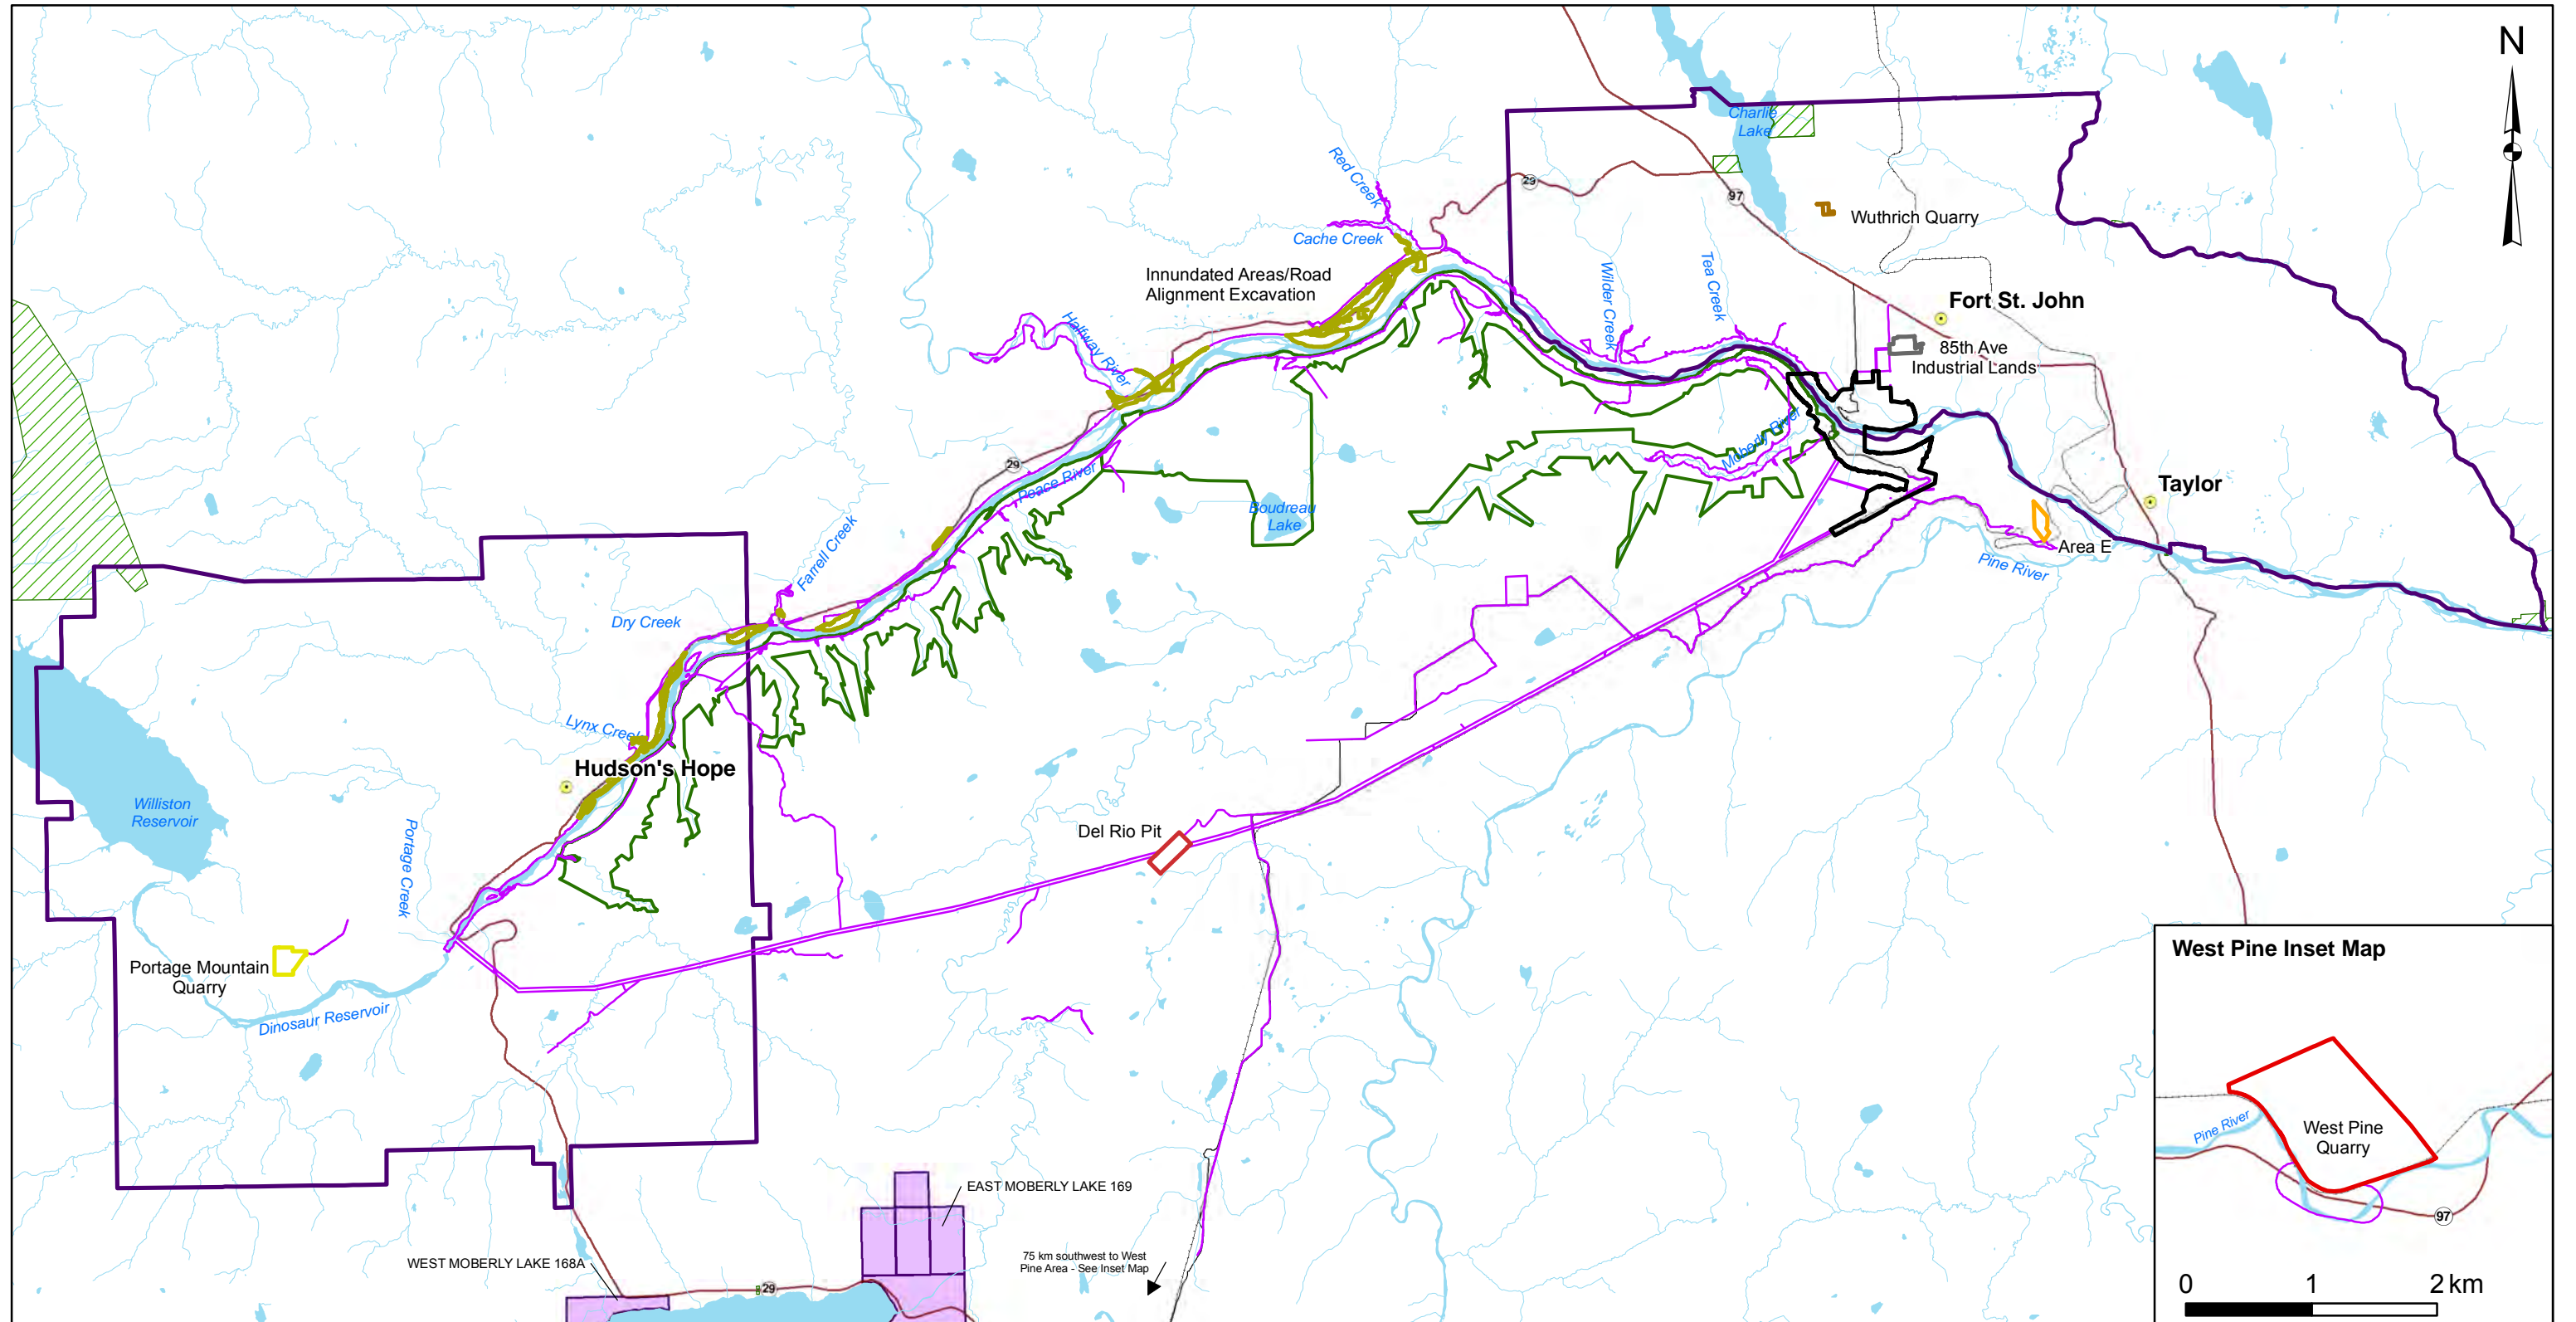 N
Charlie
Lake
Red Creek
29
97
Wuthrich Quarry
Cache Creek
Innundated Areas/Road
Alignment Excavation
Wilder Creek
Tea Creek
Fort St. John
85th Ave
Industrial Lands
Halfway River
Moberly River
29
Peace River
Boudreau
Lake
Taylor
Area E
Pine River
Farrell Creek
Dry Creek
Lynx Creek
Hudson's Hope
Williston
Reservoir
Portage Creek
Del Rio Pit
Portage Mountain
Quarry
Dinosaur Reservoir
West Pine Inset Map
Pine River
West Pine
Quarry
97
0 1 2 km
EAST MOBERLY LAKE 169
WEST MOBERLY LAKE 168A
29
75 km southwest to West
Pine Area - See Inset Map